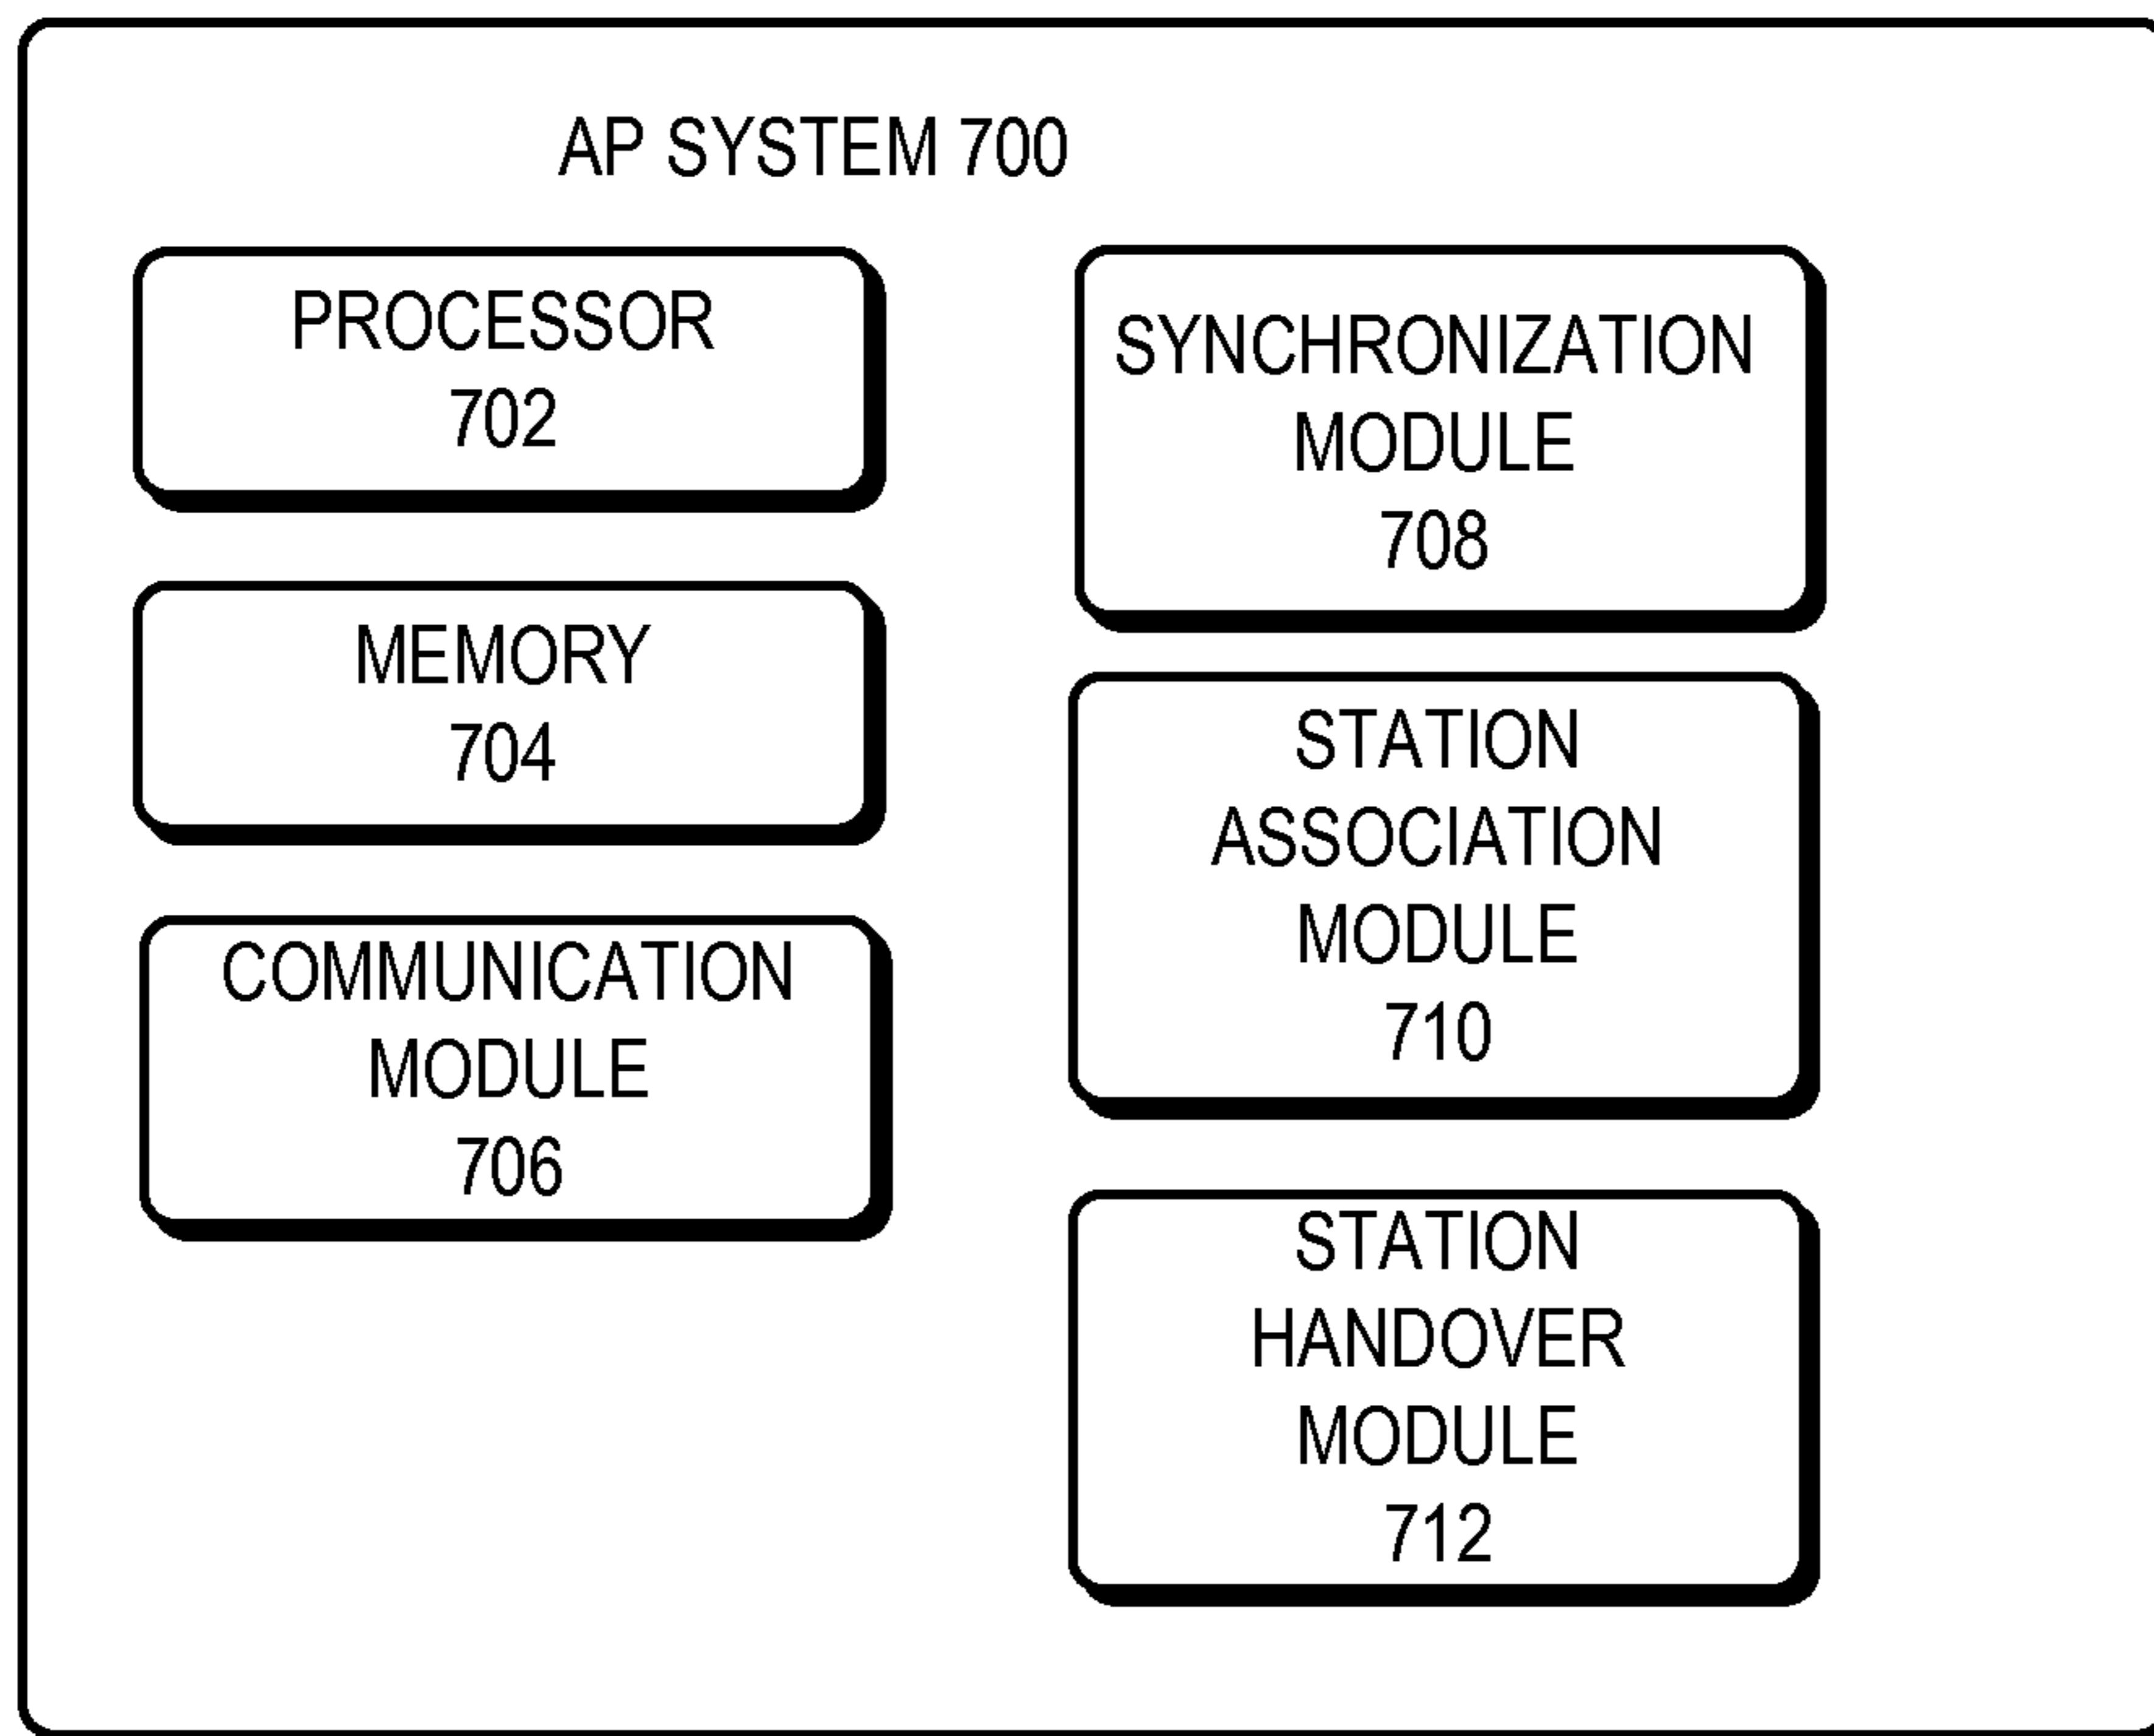 AP SYSTEM 700
PROCESSOR
702
MEMORY
704
COMMUNICATION
MODULE
706
SYNCHRONIZATION
MODULE
708
STATION
ASSOCIATION
MODULE
710
STATION
HANDOVER
MODULE
712